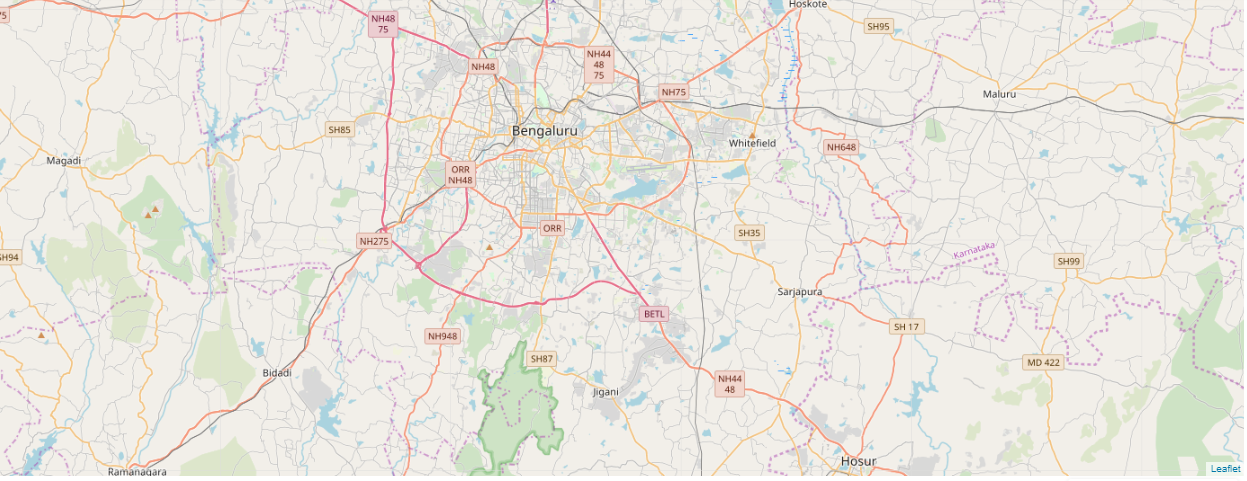 Hoskote
75
NH48
75
SH95
NH44
48
75
NH48
NH75
Maluru
SH85
Bengaluru
Whitefield
NH648
Magadi
ORR
NH48
ORR
SH35
NH275
Karnataka
SH94
SH99
Sarjapura
BETL
SH 17
NH948
SH87
MD 422
Bidadi
NH44
48
Jigani
Hosur
Ramanagara
Leaflet